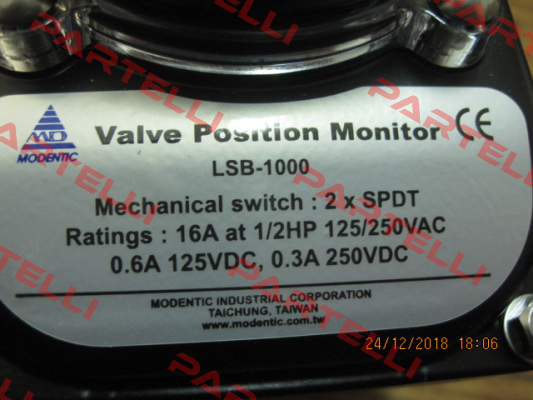 PARTELLI
PARTELLI
PARTELLI
MD
MODENTIC
Valve Position Monitor CE
LSB-1000
Mechanical switch : 2 x SPDT
Ratings : 16A at 1/2HP 125/250VAC
0.6A 125VDC, 0.3A 250VDC
MODENTIC INDUSTRIAL CORPORATION
TAICHUNG, TAIWAN
www.modentic.com.tw
24/12/2018 18:06
PARTELLI
PARTELLI